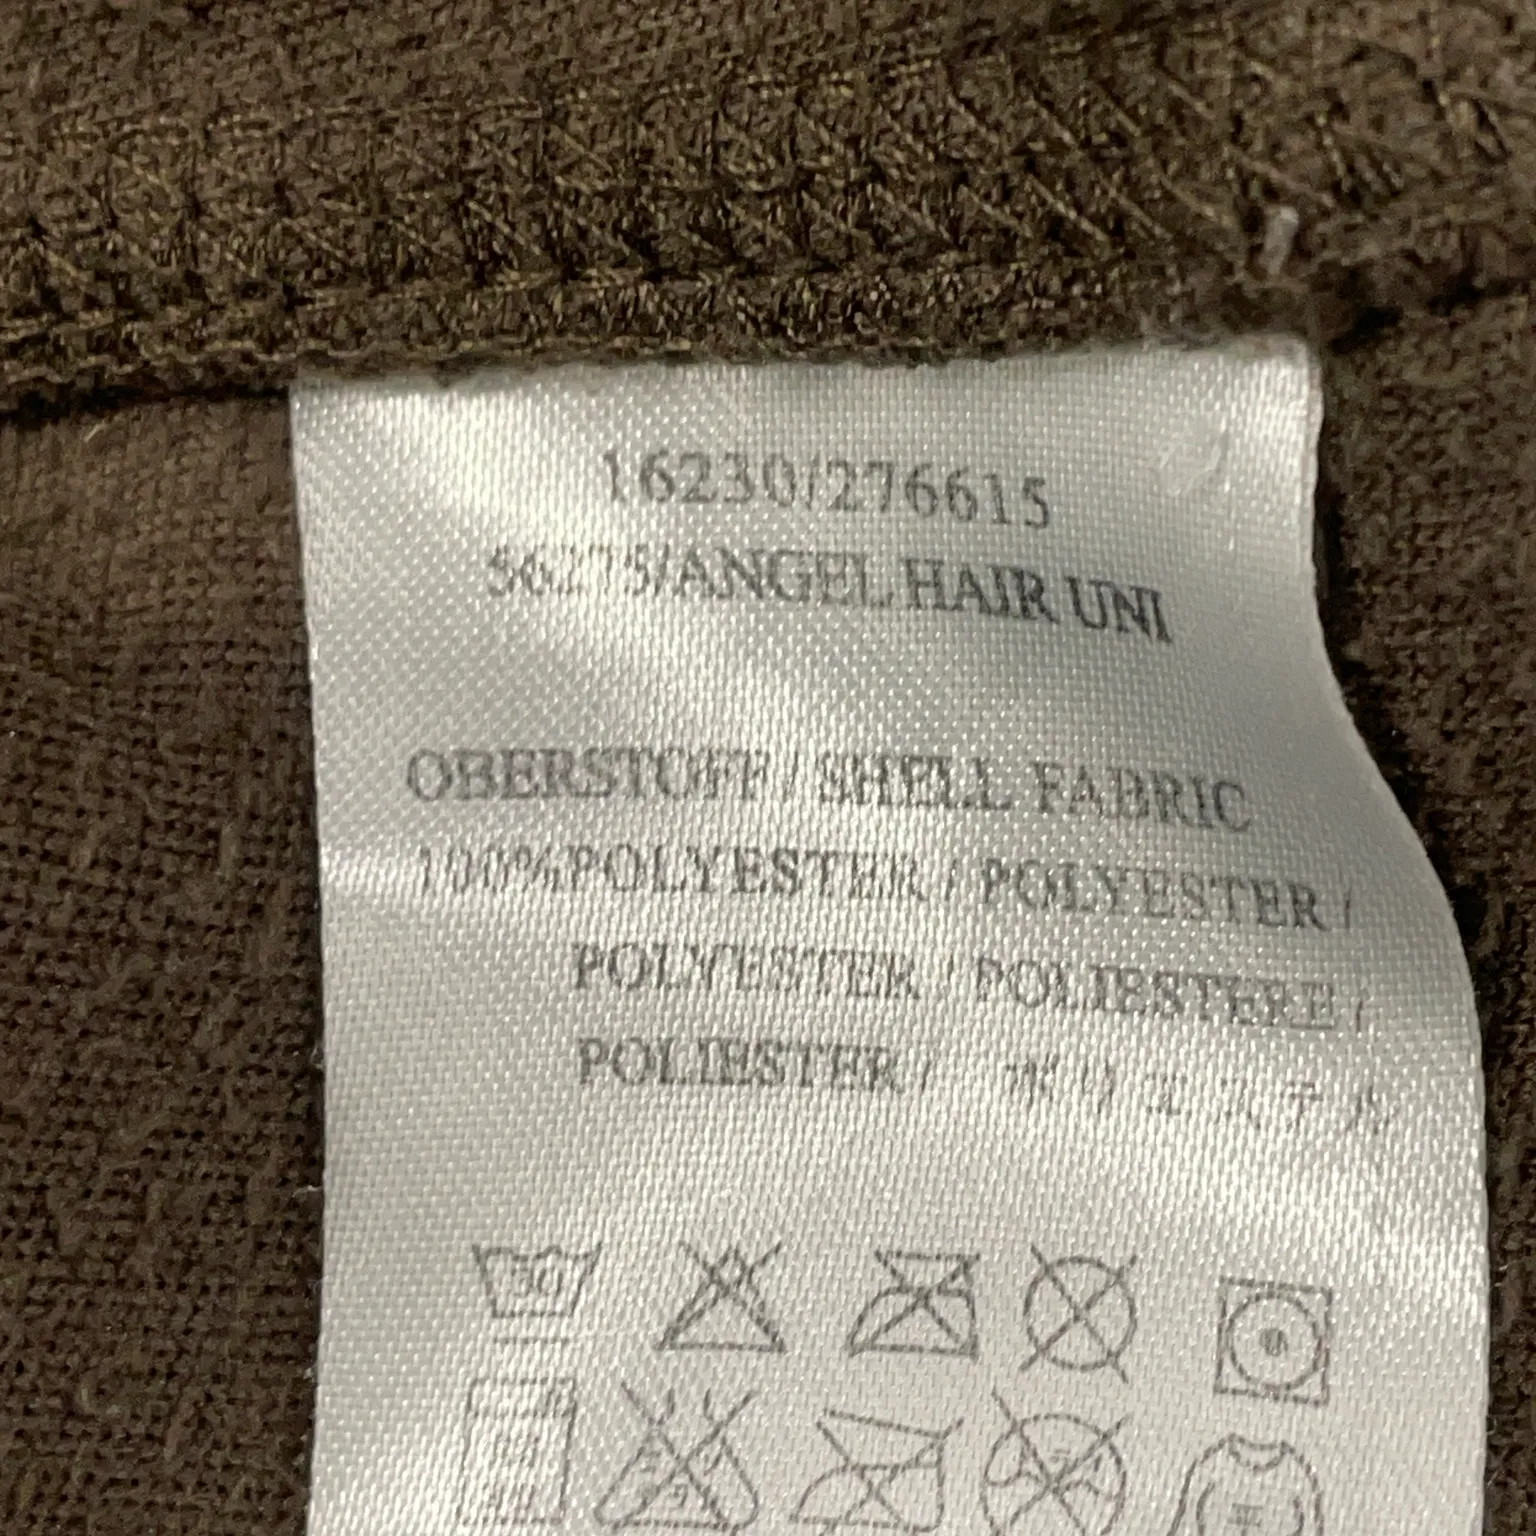 16230/276615
56275/ANGEL HAIR UNI
OBERSTOFF / SHELL FABRIC
100%POLYESTER / POLYESTER /
POLYESTER / POLIESTERE /
POLIESTER / ポリエステル
30